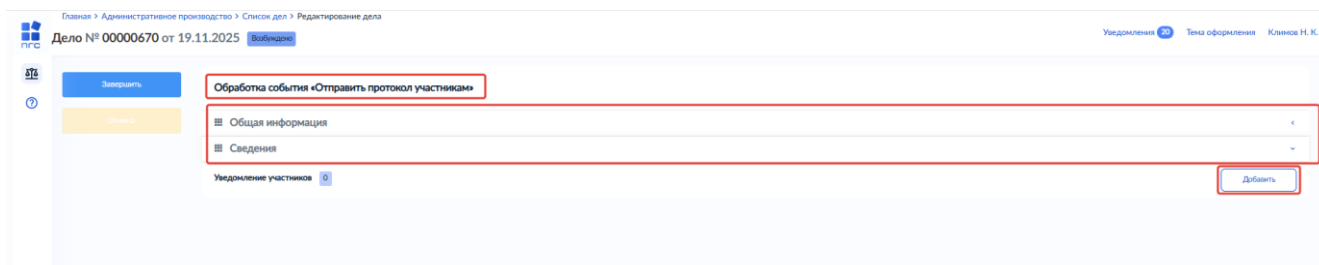 Главная > Административное производство > Список дел > Редактирование дела
Дело № 00000670 от 19.11.2025 Возбуждено
Уведомления 20 Тема оформления Климов Н. К.
пгс
Завершить
Обработка события «Отправить протокол участникам»
Отмена
Общая информация
Сведения
Уведомление участников 0
Добавить